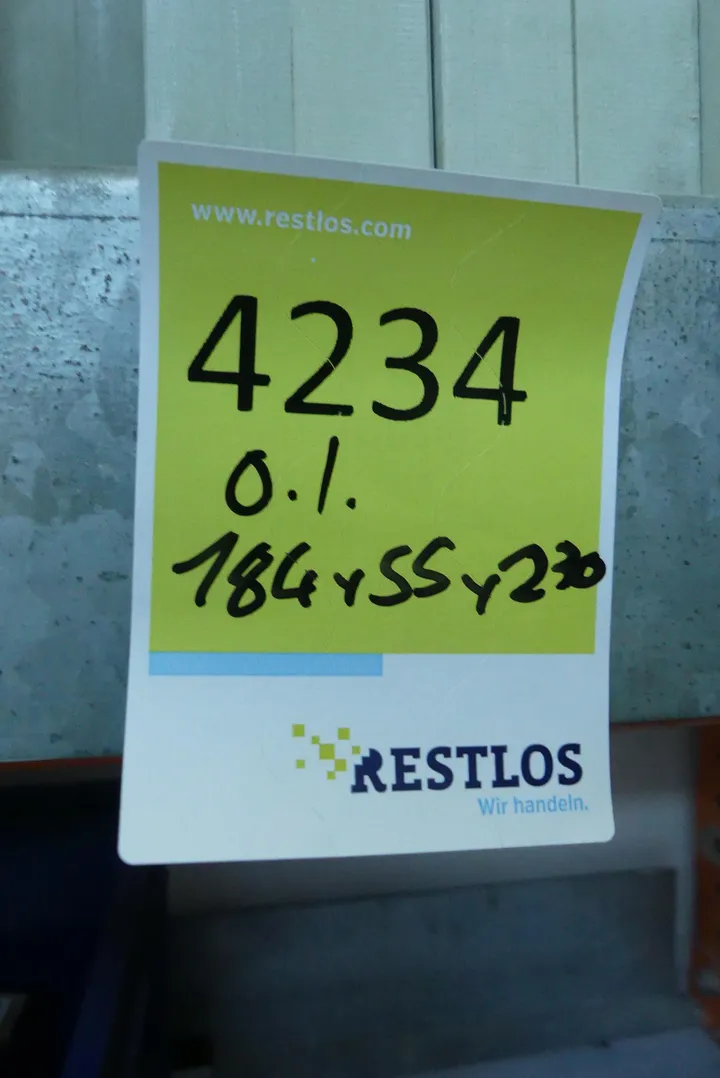 www.restlos.com
4234
o.I.
184x55x230
RESTLOS
Wir handeln.